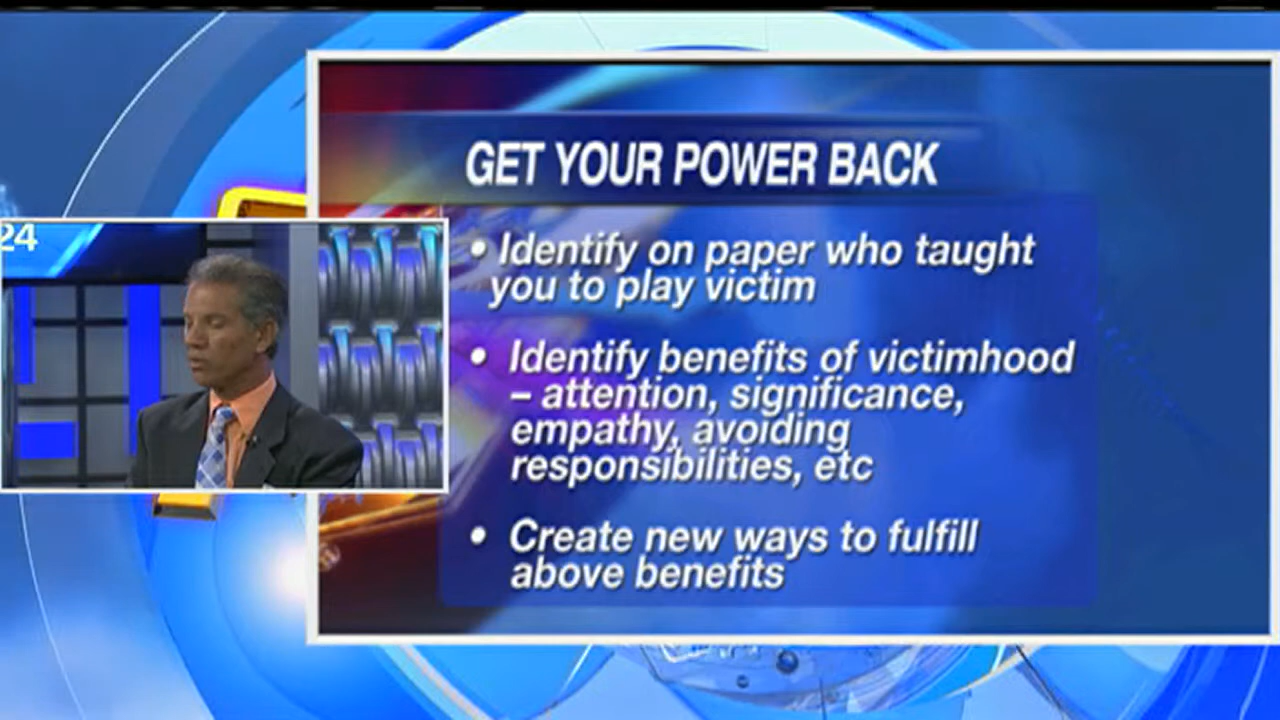 24
GET YOUR POWER BACK
• Identify on paper who taught
you to play victim
• Identify benefits of victimhood
– attention, significance,
empathy, avoiding
responsibilities, etc
• Create new ways to fulfill
above benefits